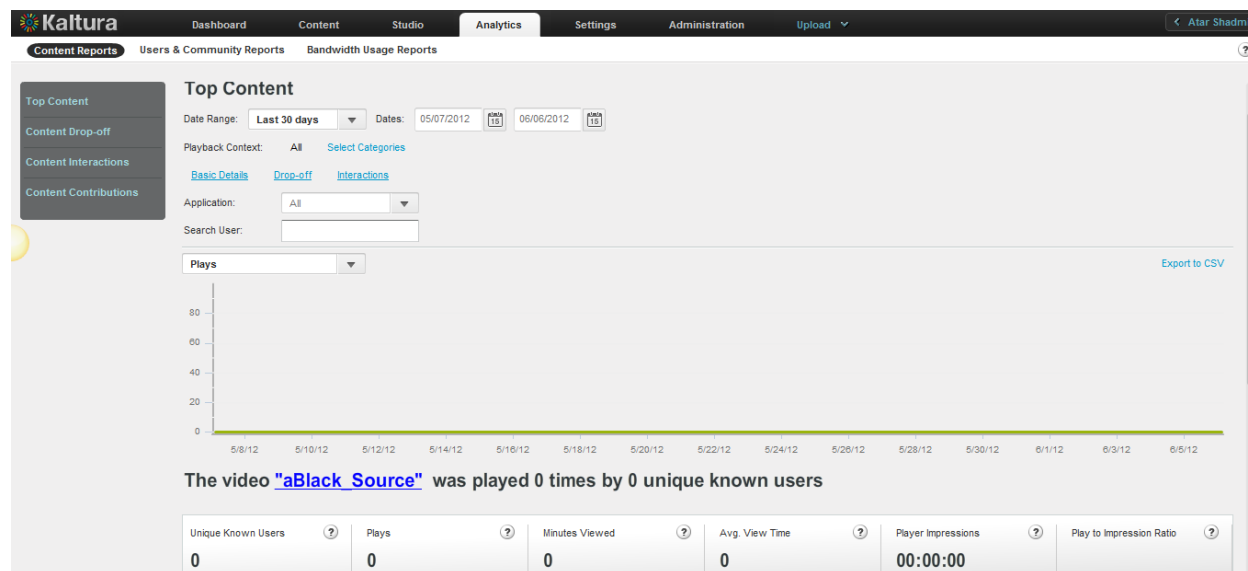 Kaltura Dashboard Content Studio Analytics Settings Administration Upload Atar Shadmi
Content Reports Users & Community Reports Bandwidth Usage Reports ?
Top Content
Content Drop-off
Content Interactions
Content Contributions
Top Content
Date Range: Last 30 days Dates: 05/07/2012 15 06/06/2012 15
Playback Context: All Select Categories
Basic Details Drop-off Interactions
Application: All
Search User:
Plays Export to CSV
80
60
40
20
0
5/8/12 5/10/12 5/12/12 5/14/12 5/16/12 5/18/12 5/20/12 5/22/12 5/24/12 5/26/12 5/28/12 5/30/12 6/1/12 6/3/12 6/5/12
The video "aBlack_Source" was played 0 times by 0 unique known users
Unique Known Users ? Plays ? Minutes Viewed ? Avg. View Time ? Player Impressions ? Play to Impression Ratio ?
0 0 0 0 00:00:00